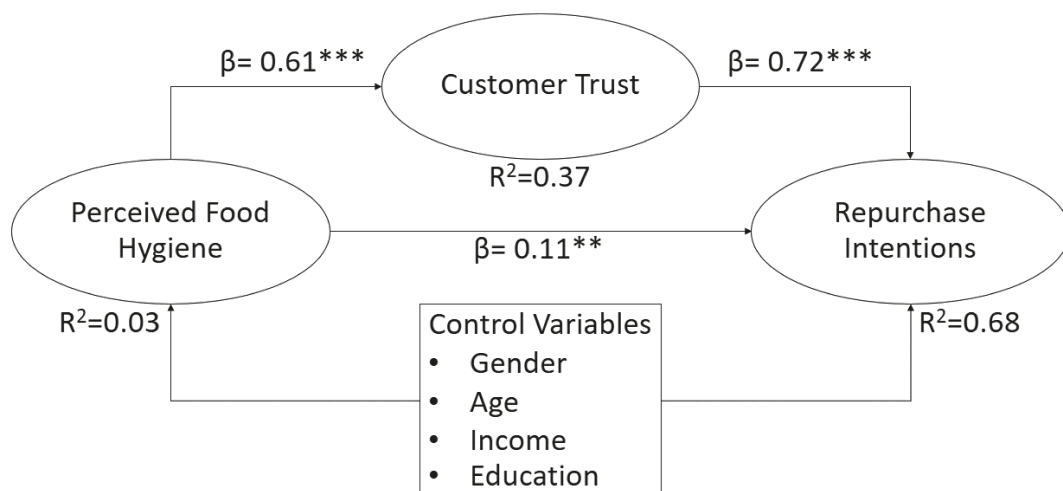 β= 0.61***
Customer Trust
β= 0.72***
R²=0.37
Perceived Food
Hygiene
Repurchase
Intentions
β= 0.11**
R²=0.03
R²=0.68
Control Variables
• Gender
• Age
• Income
• Education